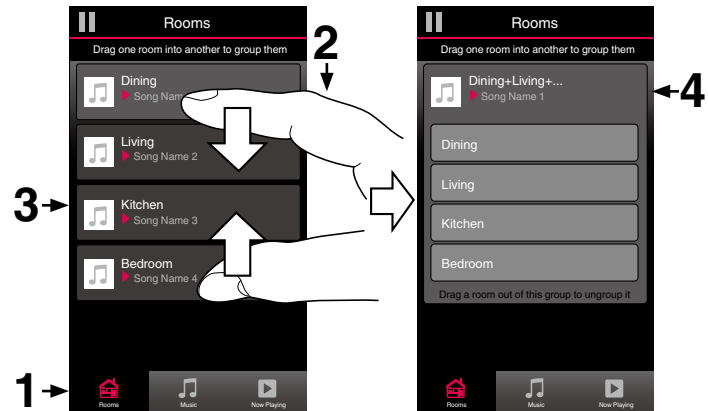 Rooms
Drag one room into another to group them
2
Dining
Song Nam
Living
Song Name 2
3
Kitchen
Song Name 3
Bedroom
Song Name 4
1
Rooms
Music
Now Playing
Rooms
Drag one room into another to group them
Dining+Living+...
Song Name 1
4
Dining
Living
Kitchen
Bedroom
Drag a room out of this group to ungroup it
Rooms
Music
Now Playing